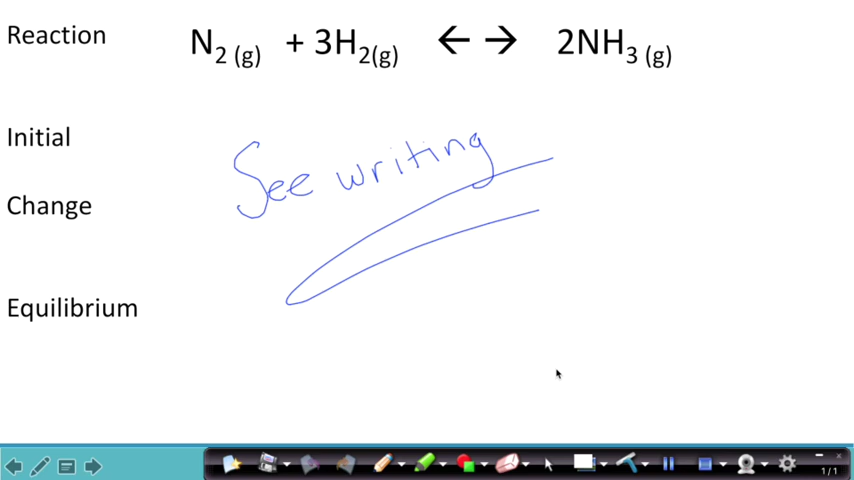 Reaction N2 (g) + 3H2(g) ←→ 2NH3 (g)
Initial
See writing
Change
Equilibrium
1/1